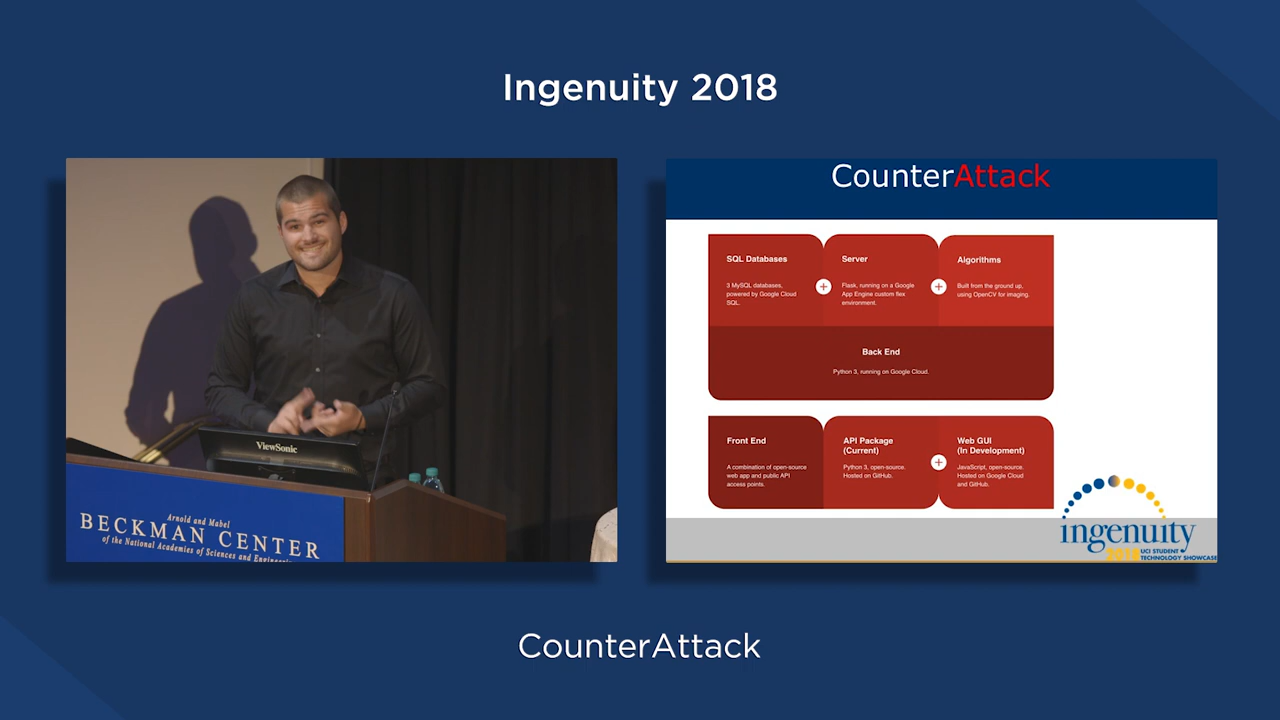 Ingenuity 2018
ViewSonic
Arnold and Mabel
BECKMAN CENTER
of the National Academies of Sciences and Engineering
CounterAttack
SQL Databases
3 MySQL databases,
powered by Google Cloud
SQL.
Server
Flask, running on a Google
App Engine custom flex
environment.
Algorithms
Built from the ground up,
using OpenCV for imaging.
Back End
Python 3, running on Google Cloud.
Front End
A combination of open-source
web app and public API
access points.
API Package
(Current)
Python 3, open-source.
Hosted on GitHub.
Web GUI
(In Development)
JavaScript, open-source.
Hosted on Google Cloud
and GitHub.
ingenuity
2018 UCI STUDENT
TECHNOLOGY SHOWCASE
CounterAttack